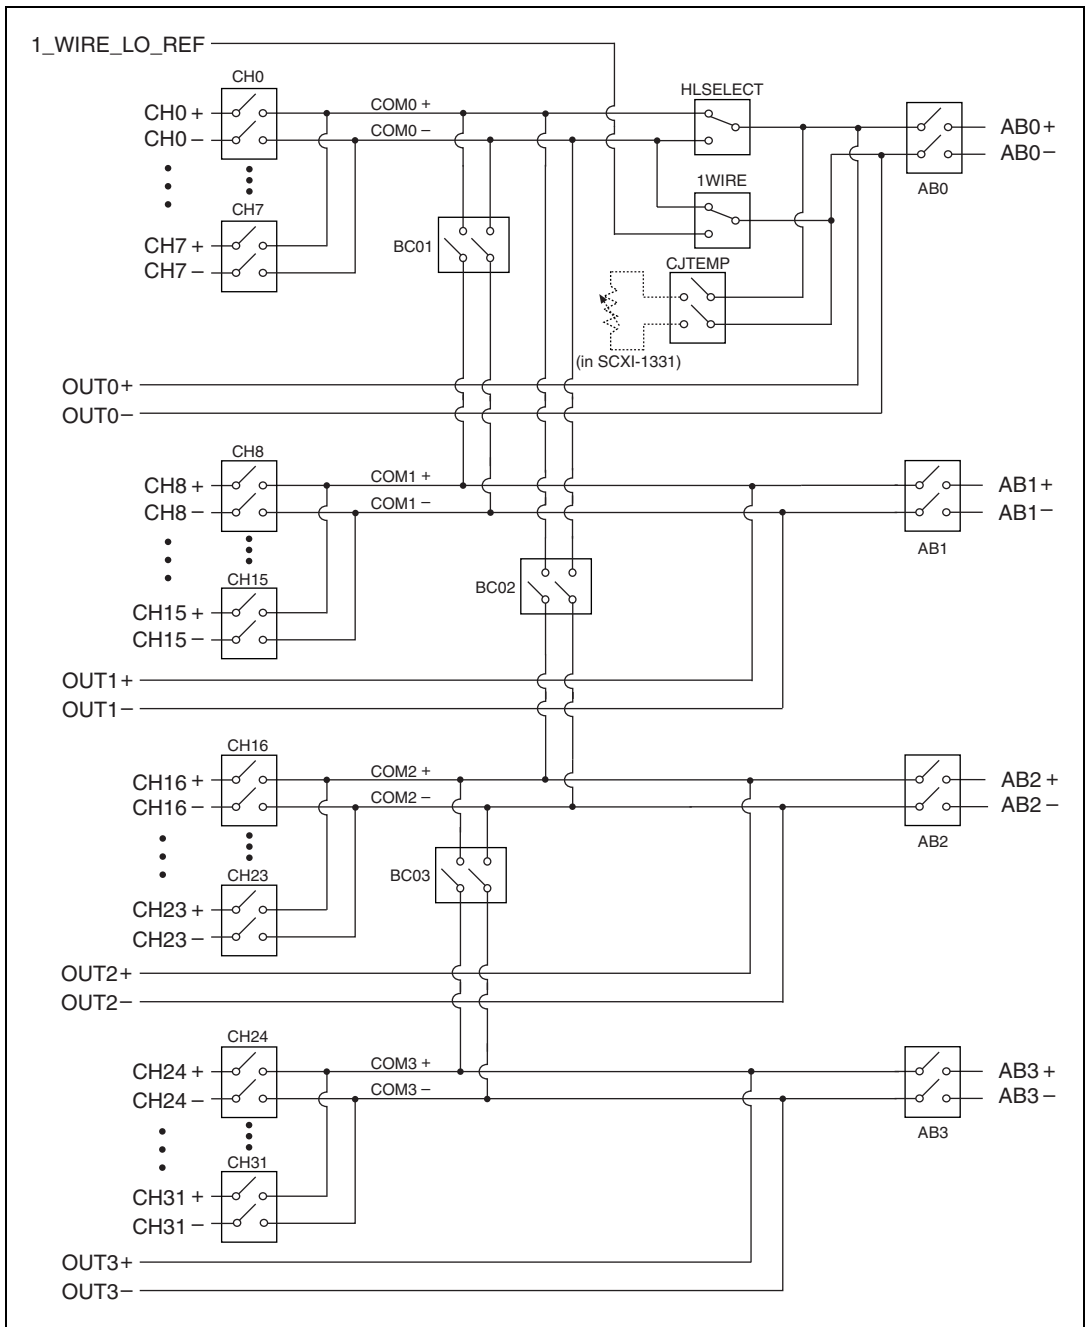 1_WIRE_LO_REF
CH0
CH0+
CH0−
COM0 +
COM0 −
HLSELECT
AB0+
AB0−
AB0
1WIRE
CH7
CH7+
CH7−
BC01
CJTEMP
(in SCXI-1331)
OUT0+
OUT0−
CH8
CH8+
CH8−
COM1 +
COM1 −
AB1+
AB1−
AB1
CH15
CH15+
CH15−
BC02
OUT1+
OUT1−
CH16
CH16+
CH16−
COM2 +
COM2 −
AB2+
AB2−
AB2
CH23
CH23+
CH23−
BC03
OUT2+
OUT2−
CH24
CH24+
CH24−
COM3 +
COM3 −
AB3+
AB3−
AB3
CH31
CH31+
CH31−
OUT3+
OUT3−